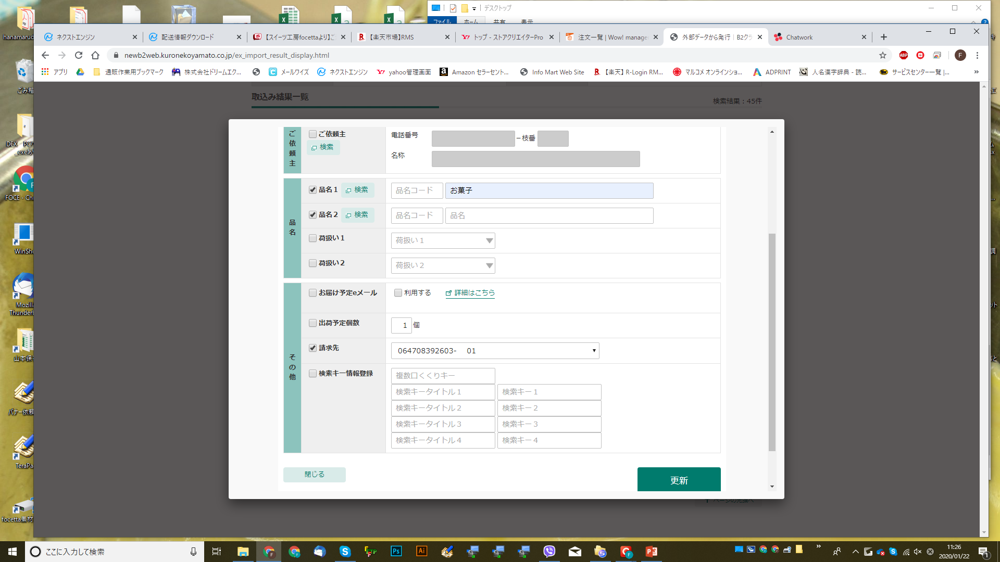 デスクトップ
ファイル
ホーム
共有
表示
ネクストエンジン
配送情報ダウンロード
【スイーツ工房focettaより】ご
【楽天市場】RMS
トップ - ストアクリエイターPro
注文一覧 | Wow! manage
外部データから発行｜B2クラ
Chatwork
newb2web.kuronekoyamato.co.jp/ex_import_result_display.html
ABP
F
アプリ
通販作業用ブックマーク
株式会社ドリームエク...
メールワイズ
ネクストエンジン
yahoo管理画面
Amazon セラーセント...
Info Mart Web Site
【楽天】R-Login RM...
マルコメ オンラインショ...
ADPRINT
人名漢字辞典 - 読...
サービスセンター一覧 |...
»
取込み結果一覧
検索結果：45件
ご依頼主
ご依頼主
検索
電話番号
－枝番
名称
品名
品名１
検索
品名コード
お菓子
品名２
検索
品名コード
品名
荷扱い１
荷扱い１
荷扱い２
荷扱い２
その他
お届け予定eメール
利用する
詳細はこちら
出荷予定個数
1
個
請求先
064708392603- 01
検索キー情報登録
複数口くくりキー
検索キータイトル１
検索キー１
検索キータイトル２
検索キー２
検索キータイトル３
検索キー３
検索キータイトル４
検索キー４
閉じる
更新
ページの先頭へ
ごみ箱
FOCE - Ch
WinSho
Mozill
Thunderb
山本保
バナー依頼
TeraPa
focetta素材
ここに入力して検索
11:26
2020/01/22
1